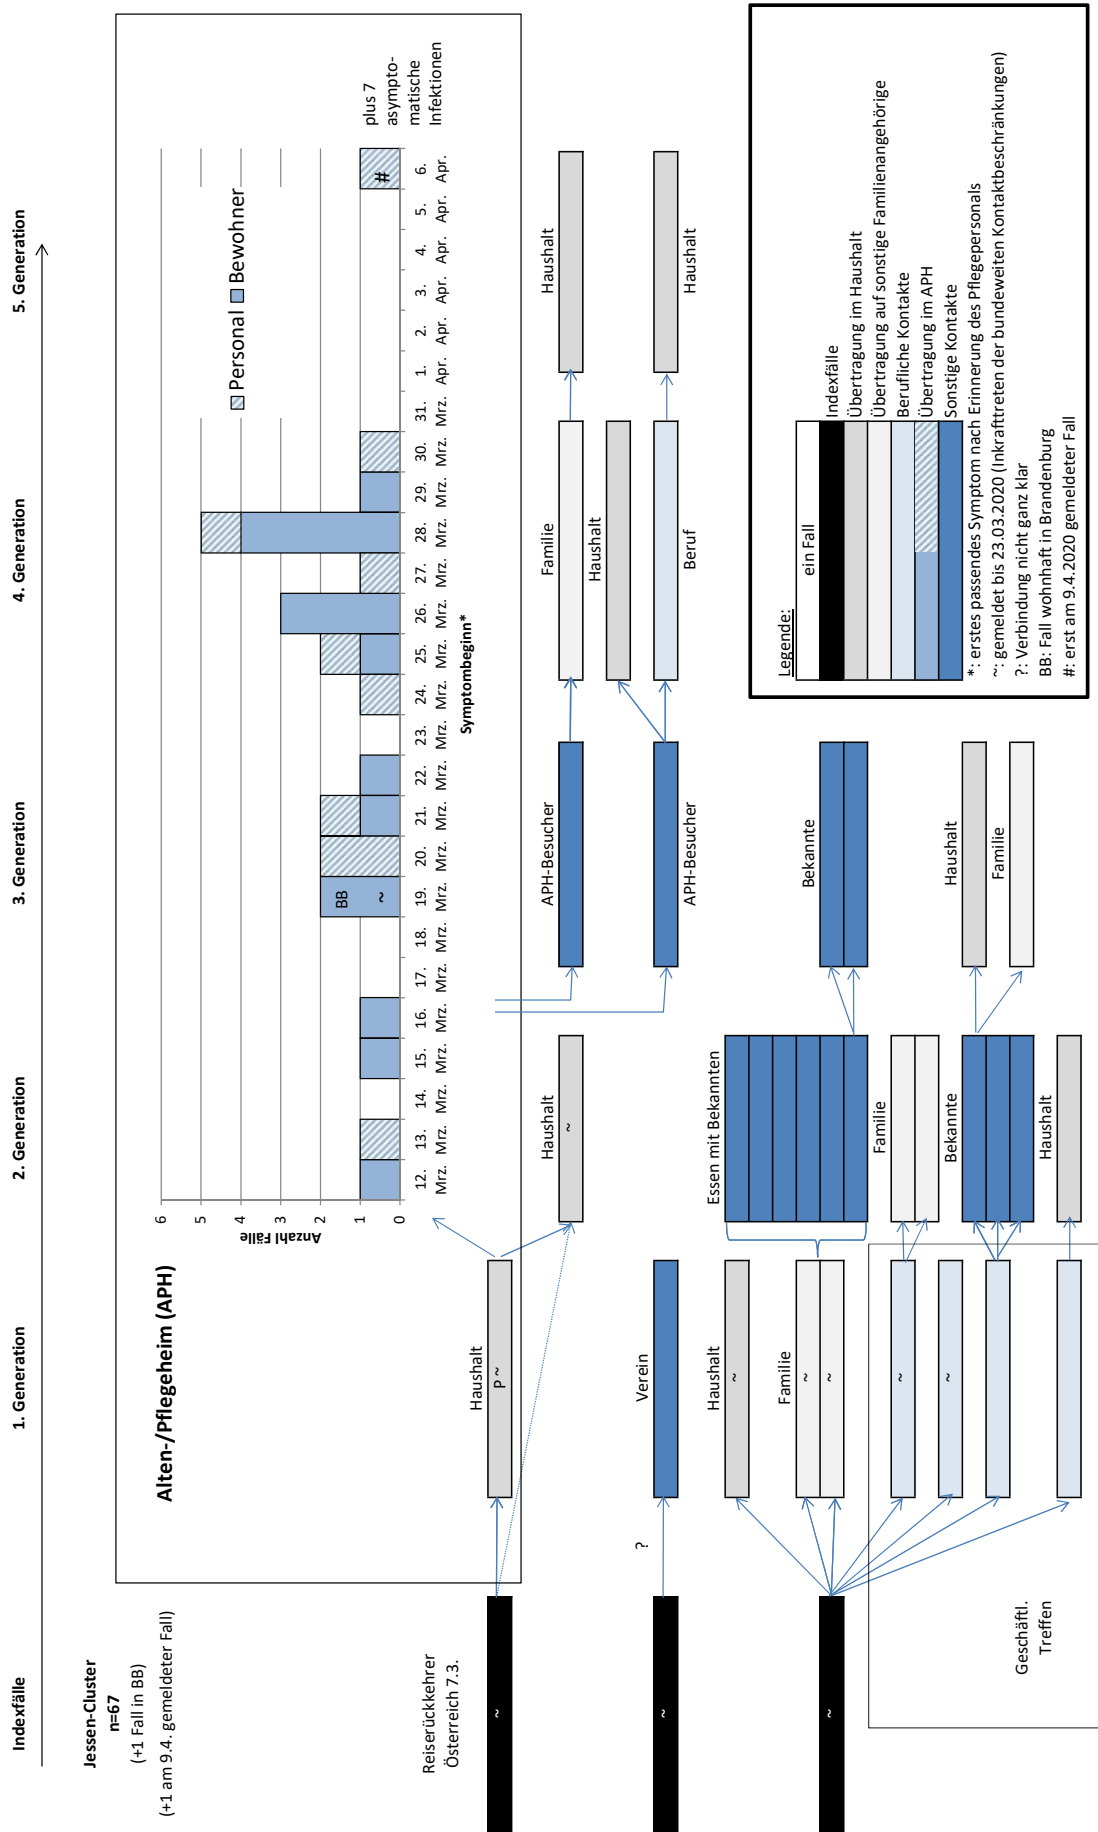 Indexfälle
1. Generation
2. Generation
3. Generation
4. Generation
5. Generation
Jessen-Cluster
n=67
(+1 Fall in BB)
(+1 am 9.4. gemeldeter Fall)
Alten-/Pflegeheim (APH)
Personal
Bewohner
Anzahl Fälle
6
5
4
3
2
1
0
BB
~
#
12. Mrz.
13. Mrz.
14. Mrz.
15. Mrz.
16. Mrz.
17. Mrz.
18. Mrz.
19. Mrz.
20. Mrz.
21. Mrz.
22. Mrz.
23. Mrz.
24. Mrz.
25. Mrz.
26. Mrz.
27. Mrz.
28. Mrz.
29. Mrz.
30. Mrz.
31. Mrz.
1. Apr.
2. Apr.
3. Apr.
4. Apr.
5. Apr.
6. Apr.
Symptombeginn*
plus 7
asympto-
matische
Infektionen
Reiserückkehrer
Österreich 7.3.
~
Haushalt
P ~
Haushalt
~
APH-Besucher
Familie
Haushalt
Haushalt
~
?
Verein
APH-Besucher
Beruf
Haushalt
~
Haushalt
~
Familie
~
~
Essen mit Bekannten
Bekannte
Geschäftl.
Treffen
~
~
Familie
Bekannte
Haushalt
Haushalt
Familie
Legende:
ein Fall
Indexfälle
Übertragung im Haushalt
Übertragung auf sonstige Familienangehörige
Berufliche Kontakte
Übertragung im APH
Sonstige Kontakte
*: erstes passendes Symptom nach Erinnerung des Pflegepersonals
~: gemeldet bis 23.03.2020 (Inkrafttreten der bundeweiten Kontaktbeschränkungen)
?: Verbindung nicht ganz klar
BB: Fall wohnhaft in Brandenburg
#: erst am 9.4.2020 gemeldeter Fall